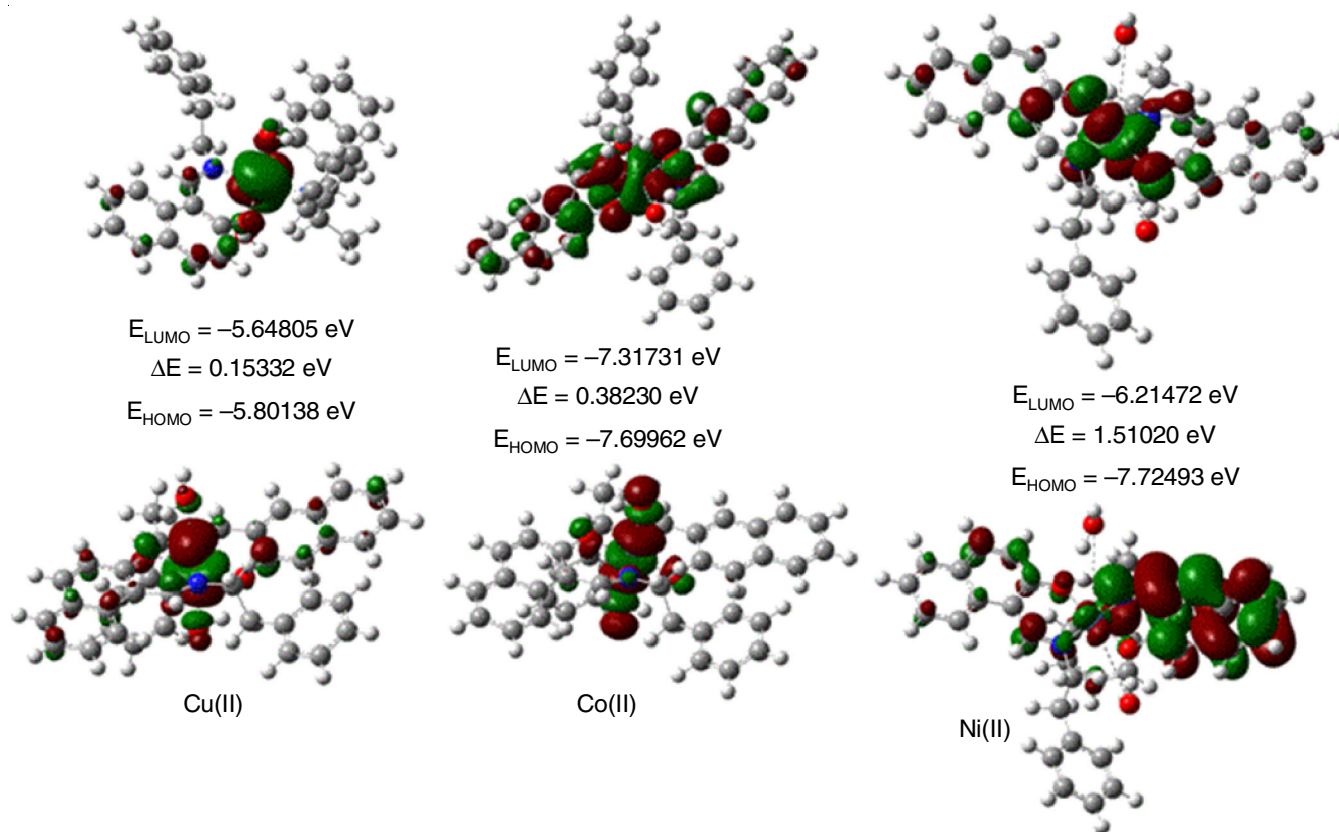 E_LUMO = –5.64805 eV
ΔE = 0.15332 eV
E_HOMO = –5.80138 eV
Cu(II)
E_LUMO = –7.31731 eV
ΔE = 0.38230 eV
E_HOMO = –7.69962 eV
Co(II)
E_LUMO = –6.21472 eV
ΔE = 1.51020 eV
E_HOMO = –7.72493 eV
Ni(II)